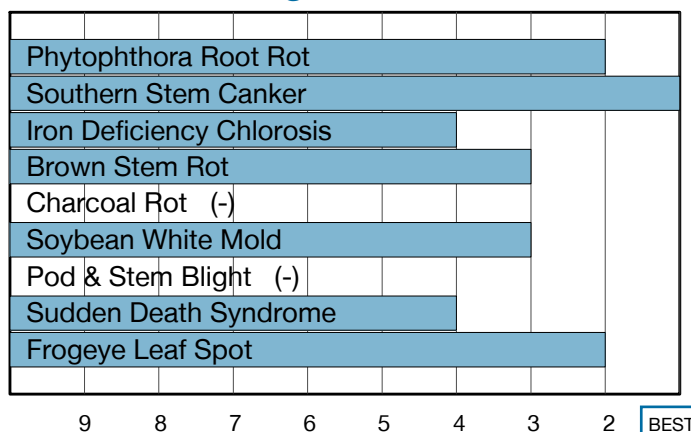 Phytophthora Root Rot
Southern Stem Canker
Iron Deficiency Chlorosis
Brown Stem Rot
Charcoal Rot (-)
Soybean White Mold
Pod & Stem Blight (-)
Sudden Death Syndrome
Frogeye Leaf Spot
9 8 7 6 5 4 3 2 BEST